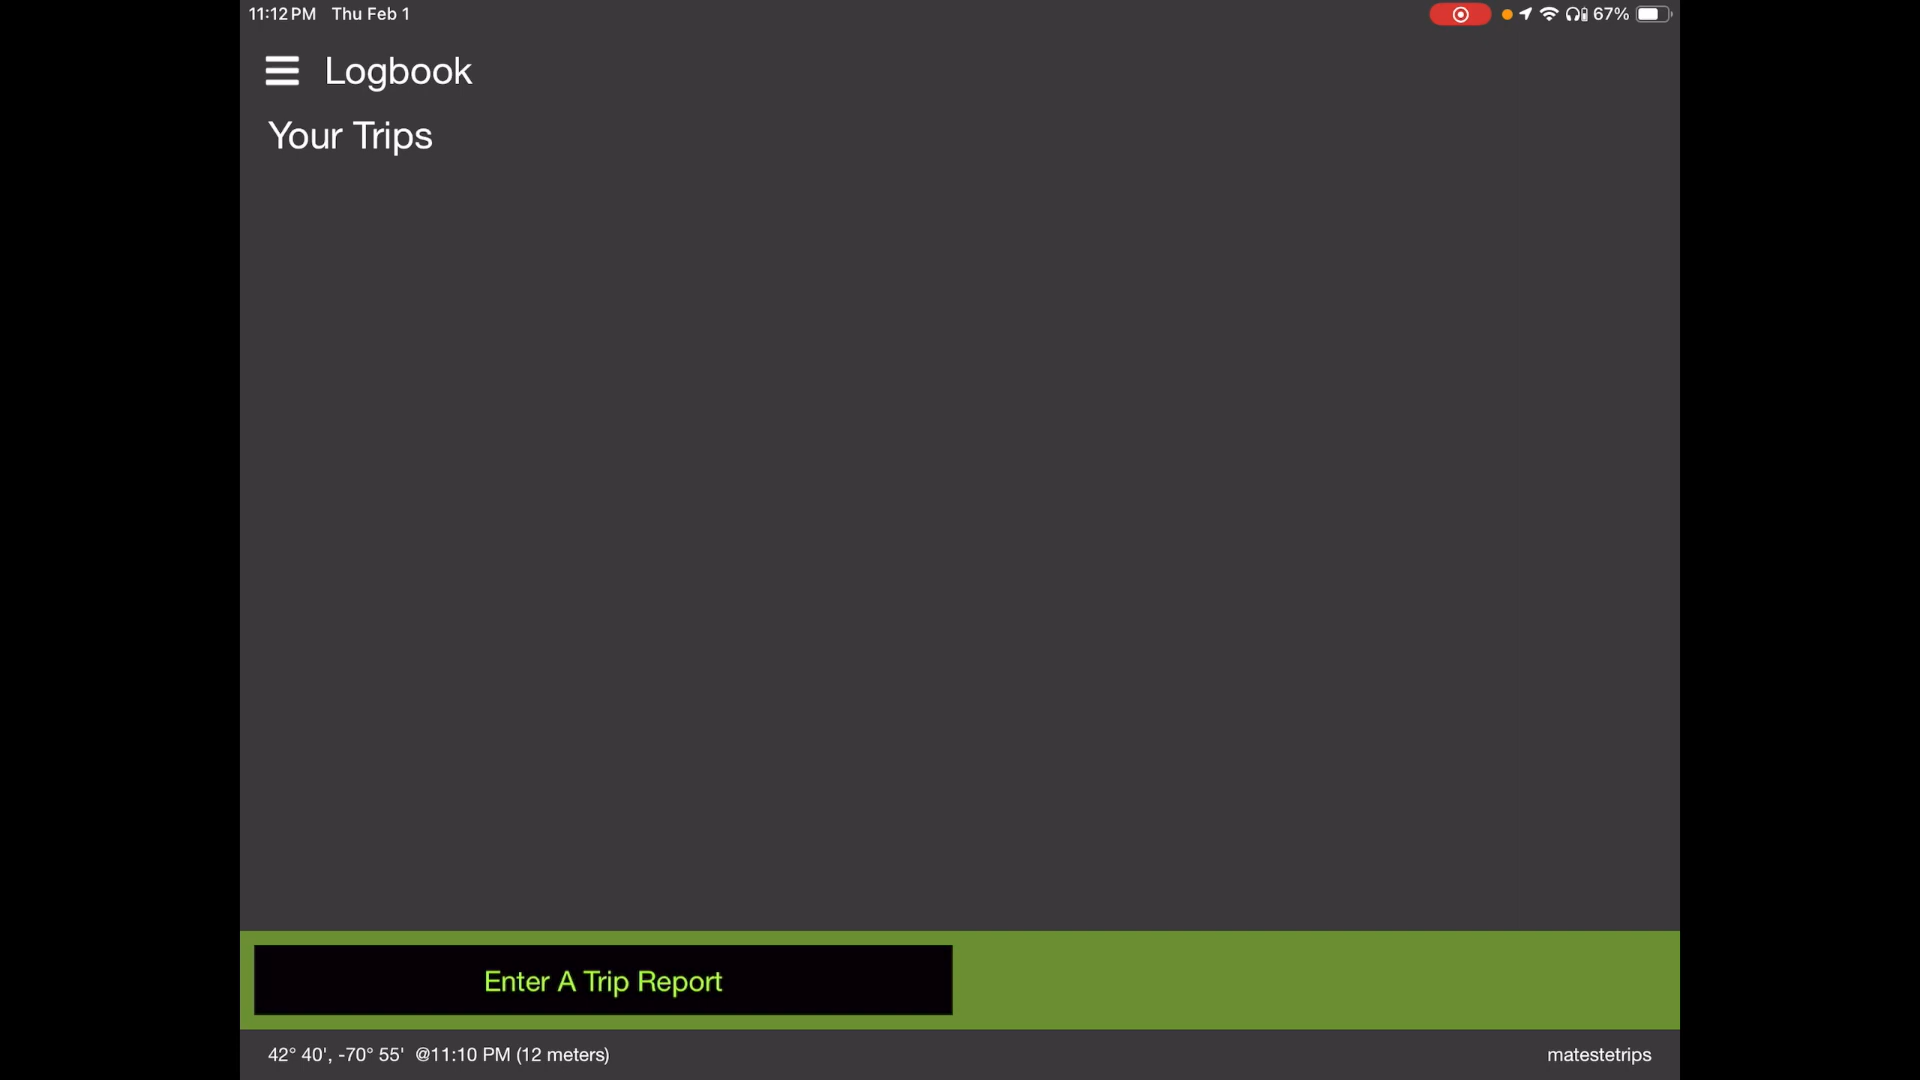 11:12 PM Thu Feb 1
67%
Logbook
Your Trips
Enter A Trip Report
42° 40', -70° 55' @11:10 PM (12 meters)
matestetrips